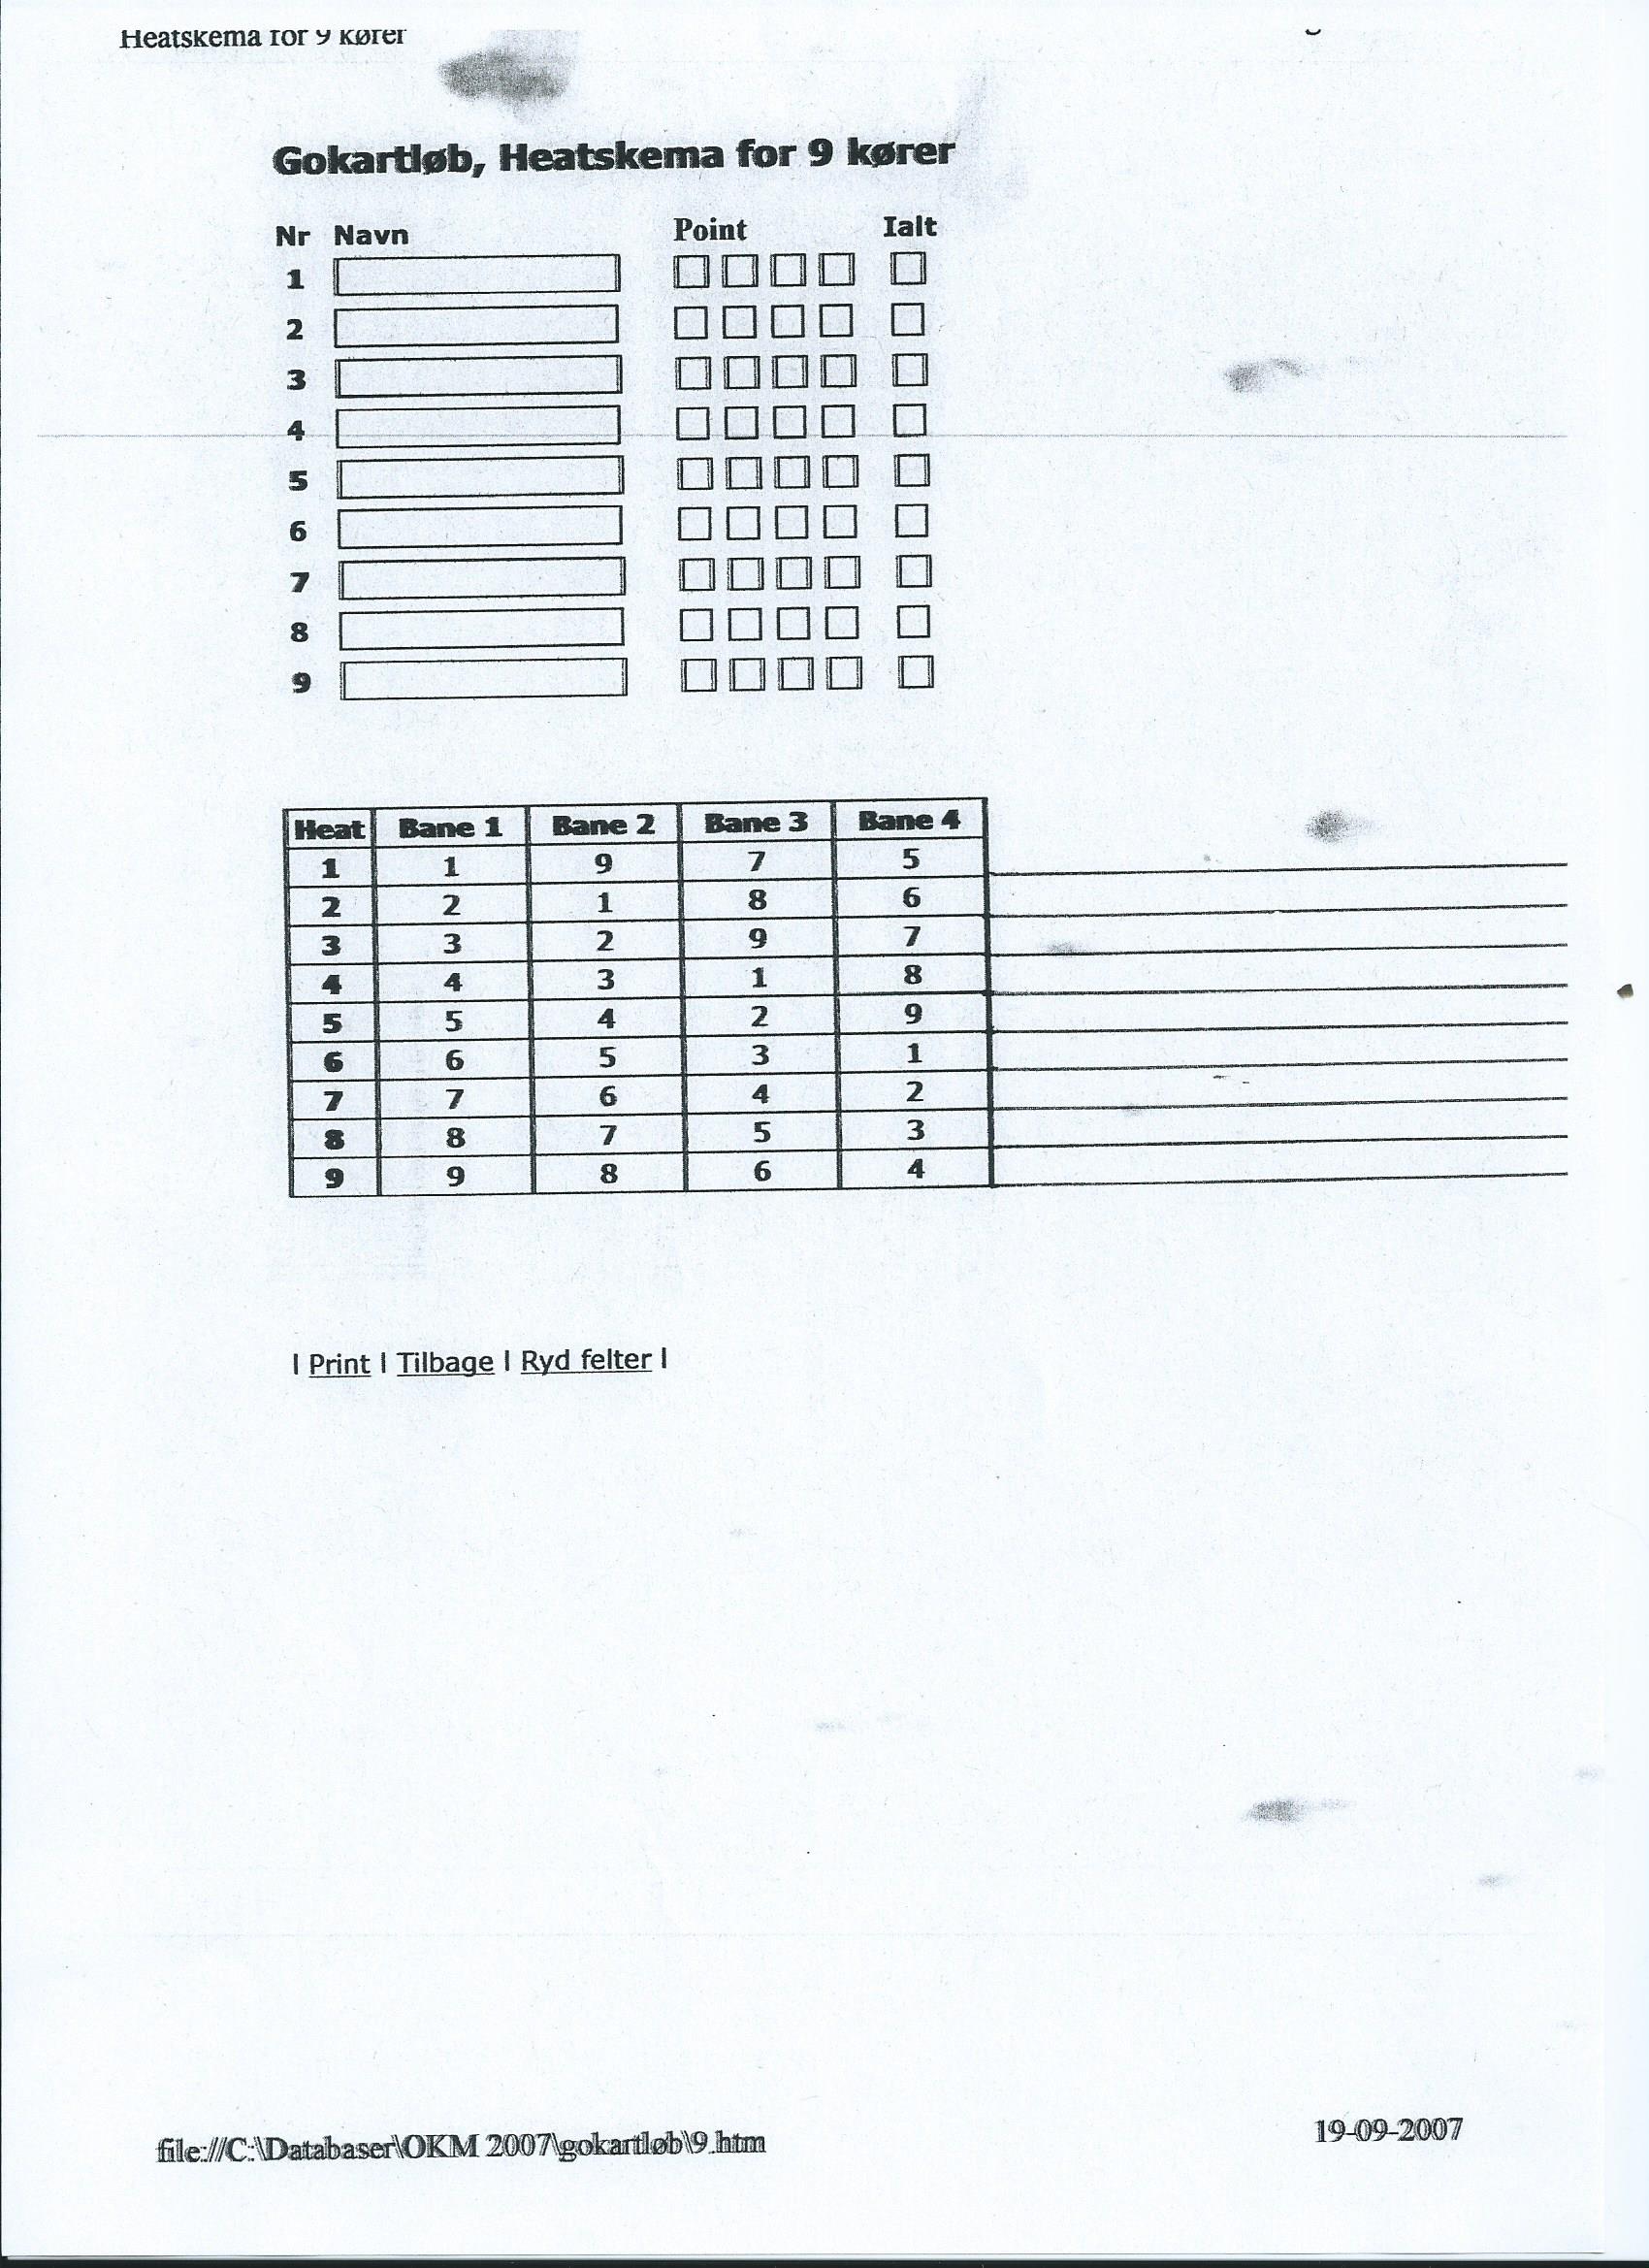 Heatskema for 9 kører
Gokartløb, Heatskema for 9 kører
Nr Navn Point Ialt
1
2
3
4
5
6
7
8
9
Heat Bane 1 Bane 2 Bane 3 Bane 4
1 1 9 7 5
2 2 1 8 6
3 3 2 9 7
4 4 3 1 8
5 5 4 2 9
6 6 5 3 1
7 7 6 4 2
8 8 7 5 3
9 9 8 6 4
| Print | Tilbage | Ryd felter |
file://C:\Databaser\OKM 2007\gokartløb\9.htm 19-09-2007